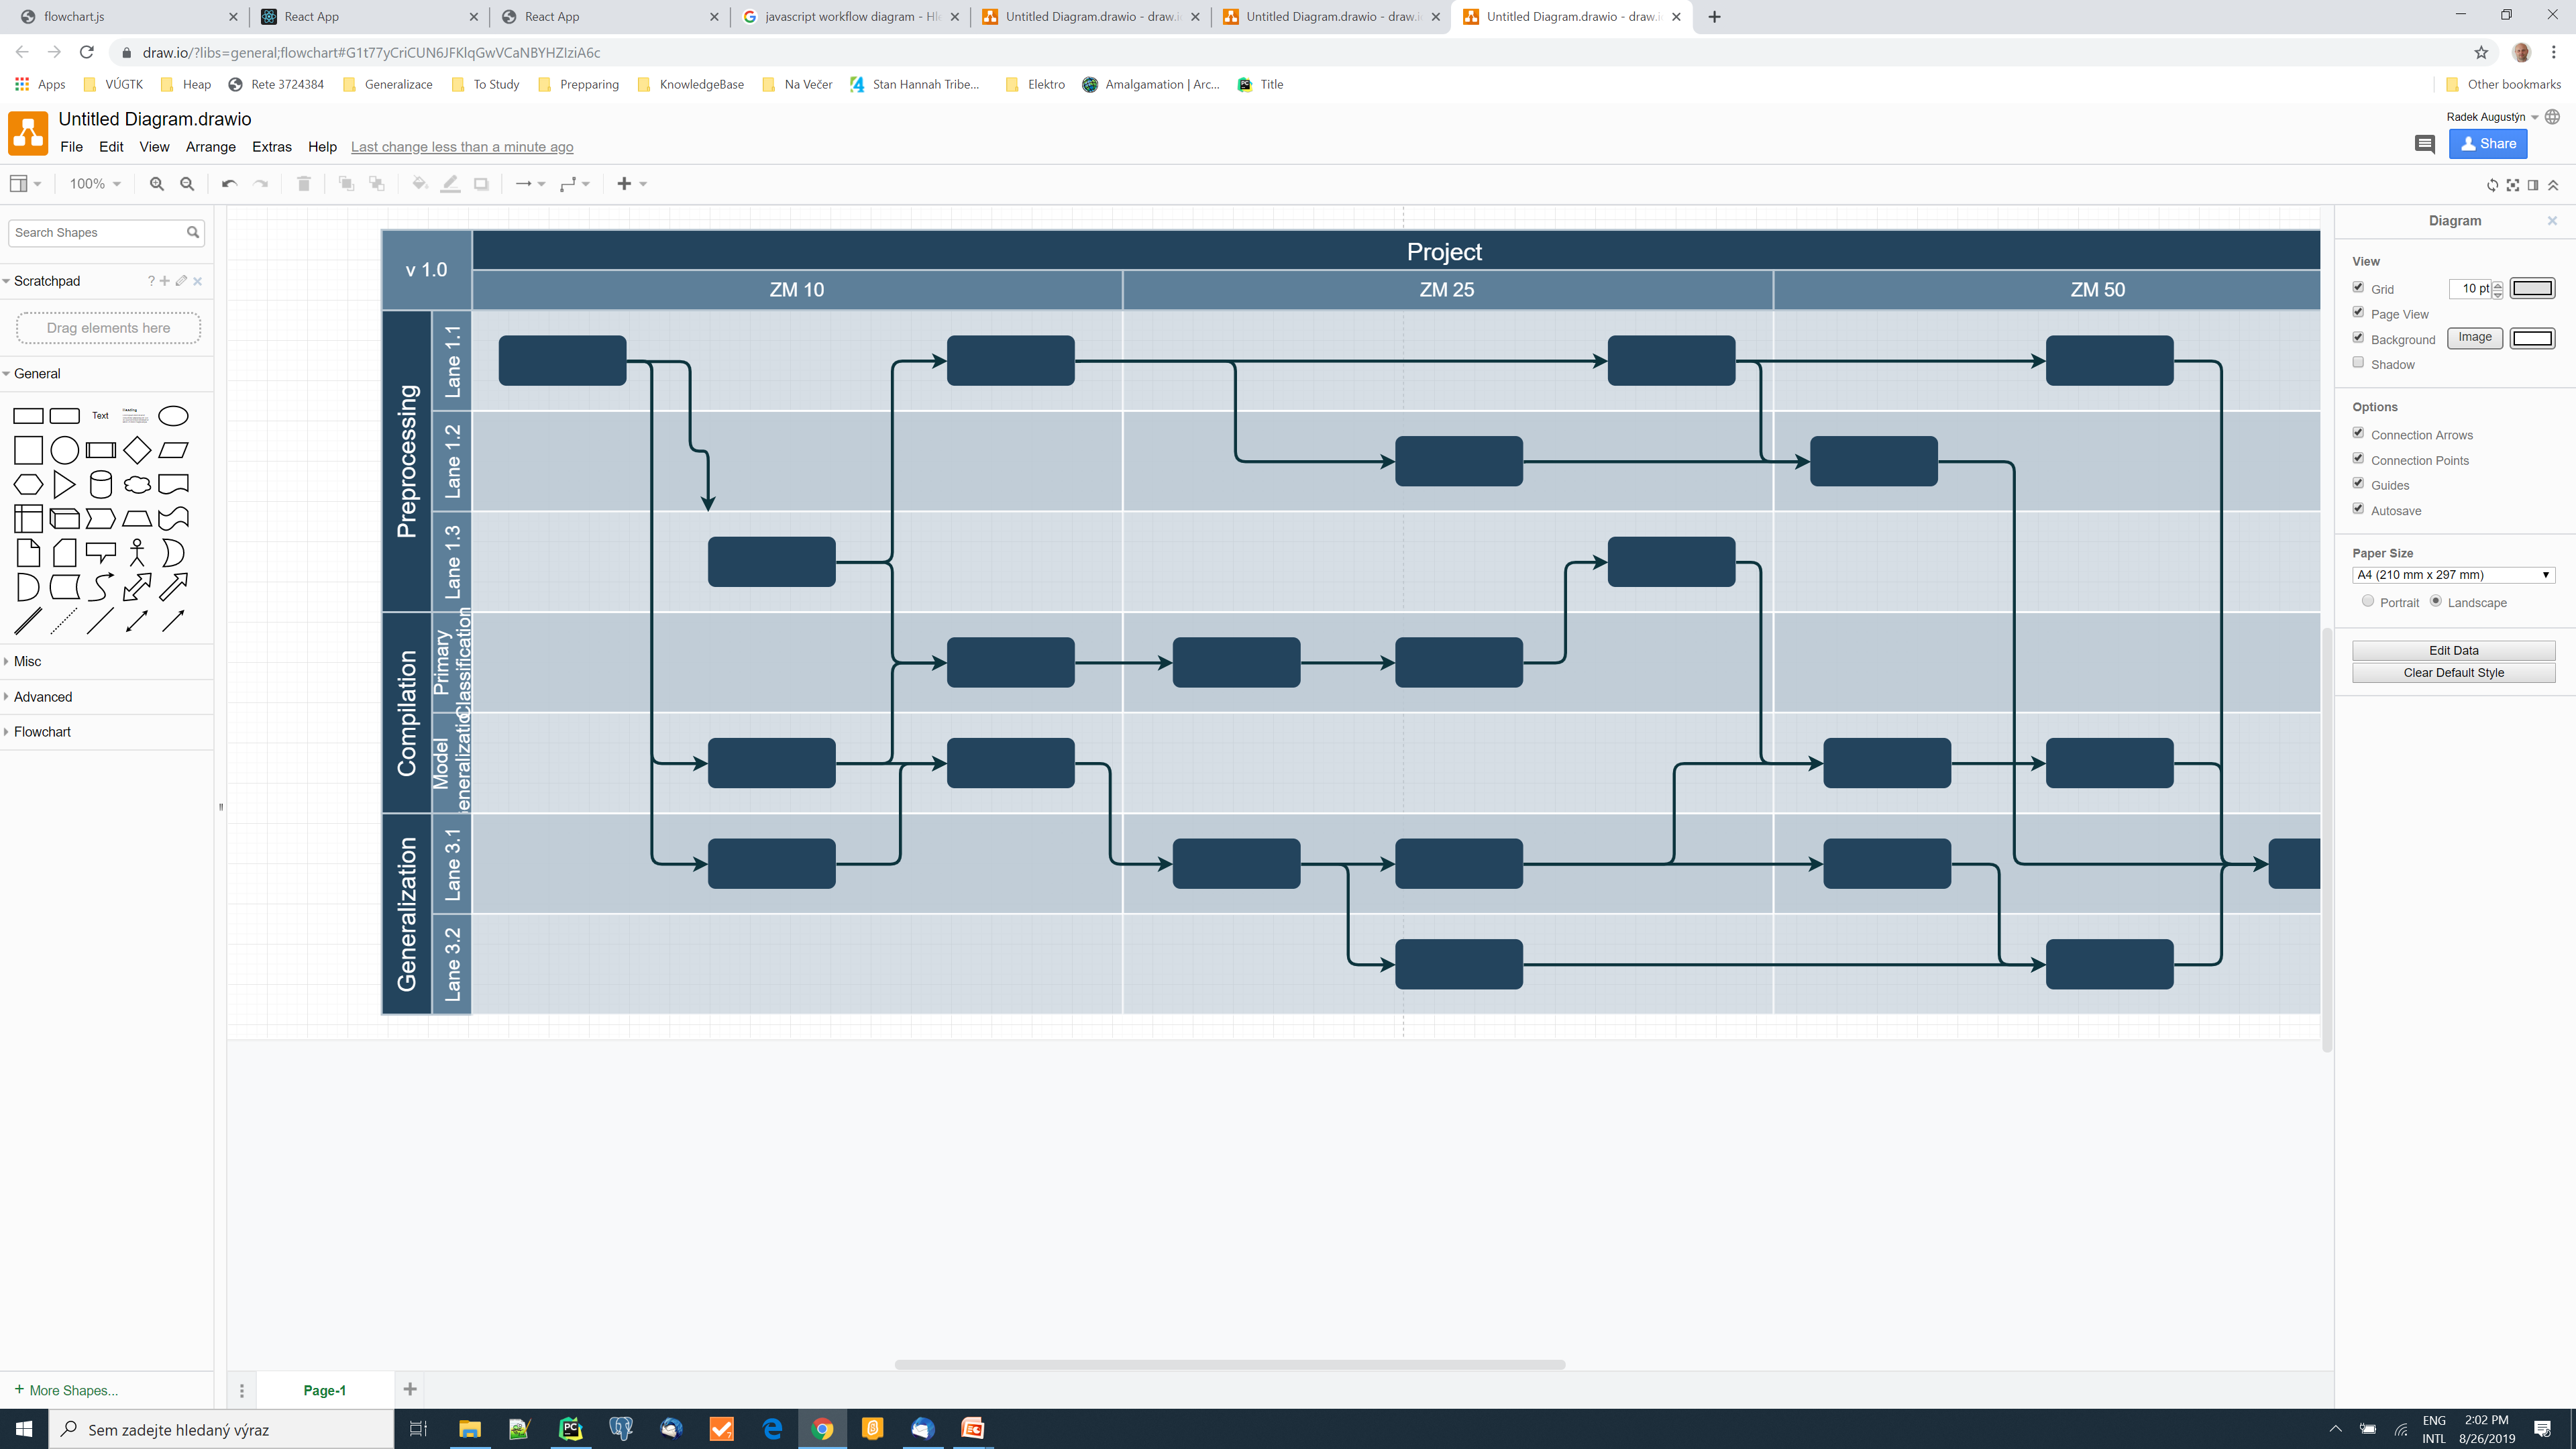 flowchart.js
React App
React App
javascript workflow diagram - Hle
Untitled Diagram.drawio - draw.i
Untitled Diagram.drawio - draw.i
Untitled Diagram.drawio - draw.i
draw.io/?libs=general;flowchart#G1t77yCriCUN6JFKlqGwVCaNBYHZIziA6c
Apps
VÚGTK
Heap
Rete 3724384
Generalizace
To Study
Prepparing
KnowledgeBase
Na Večer
Stan Hannah Tribe...
Elektro
Amalgamation | Arc...
Title
Other bookmarks
Untitled Diagram.drawio
Radek Augustýn
File Edit View Arrange Extras Help Last change less than a minute ago
Share
100%
Search Shapes
Scratchpad
?
Drag elements here
General
Text
Heading
Misc
Advanced
Flowchart
+ More Shapes...
v 1.0
Project
ZM 10
ZM 25
ZM 50
Preprocessing
Lane 1.1
Lane 1.2
Lane 1.3
Compilation
Primary
Classification
Model
eneralizatio
Generalization
Lane 3.1
Lane 3.2
Diagram
View
Grid 10 pt
Page View
Background Image
Shadow
Options
Connection Arrows
Connection Points
Guides
Autosave
Paper Size
A4 (210 mm x 297 mm)
Portrait Landscape
Edit Data
Clear Default Style
Page-1
Sem zadejte hledaný výraz
PC
ENG
INTL
2:02 PM
8/26/2019